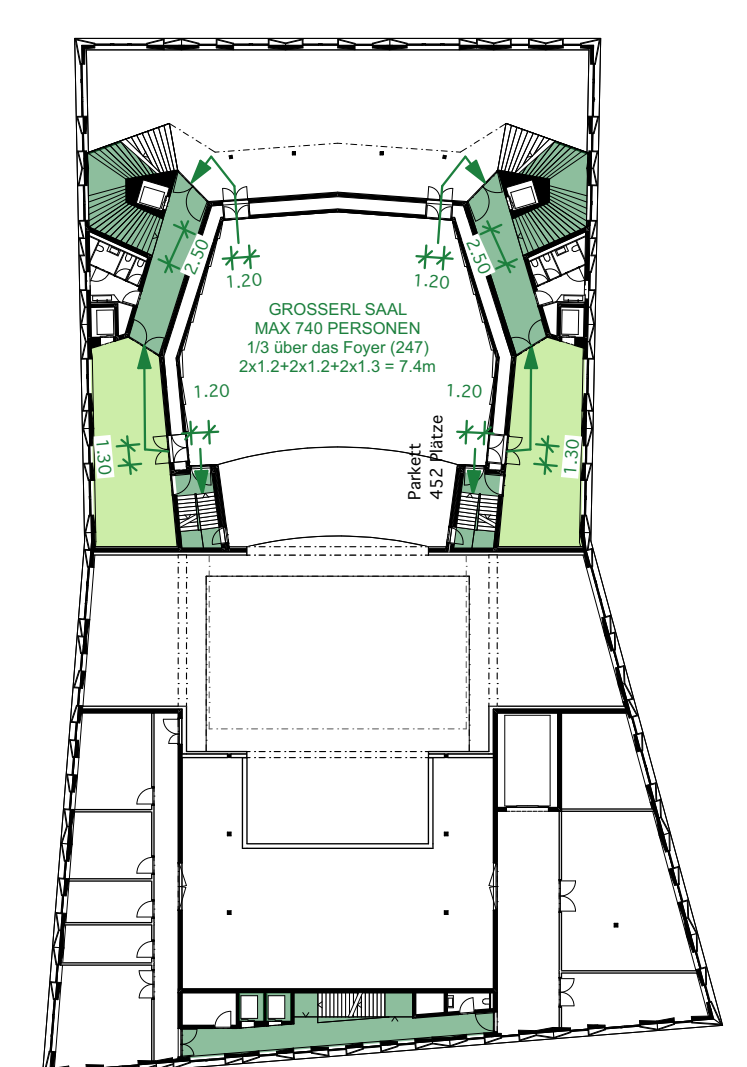 2.50
2.50
1.20
1.20
GROSSERL SAAL
MAX 740 PERSONEN
1/3 über das Foyer (247)
2x1.2+2x1.2+2x1.3 = 7.4m
1.20
1.20
Parkett
452 Plätze
1.30
1.30